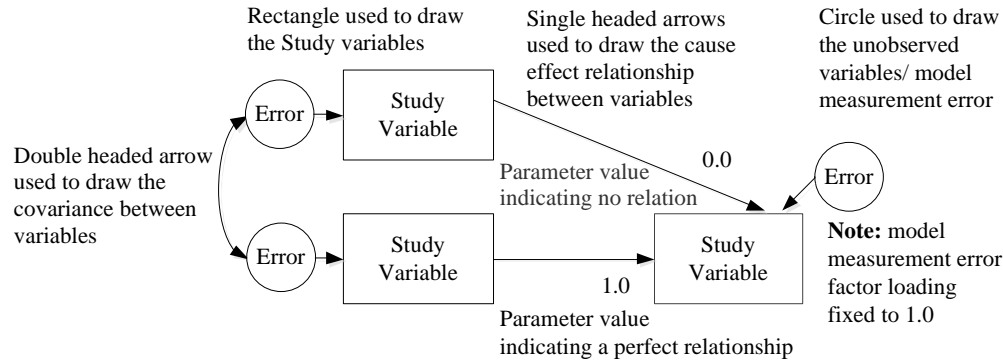 Rectangle used to draw
the Study variables
Single headed arrows
used to draw the cause
effect relationship
between variables
Circle used to draw
the unobserved
variables/ model
measurement error
Error
Study
Variable
Double headed arrow
used to draw the
covariance between
variables
Parameter value
indicating no relation
0.0
Error
Error
Study
Variable
1.0
Study
Variable
Note: model
measurement error
factor loading
fixed to 1.0
Parameter value
indicating a perfect relationship